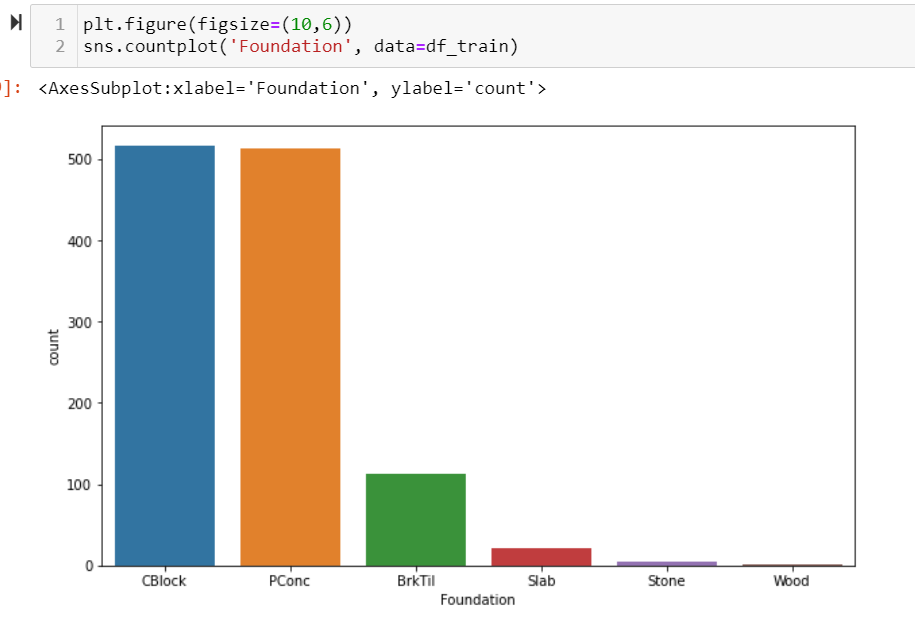 1 plt.figure(figsize=(10,6))
2 sns.countplot('Foundation', data=df_train)
]: <AxesSubplot:xlabel='Foundation', ylabel='count'>
500
400
300
200
100
0
count
CBlock PConc BrkTil Slab Stone Wood
Foundation